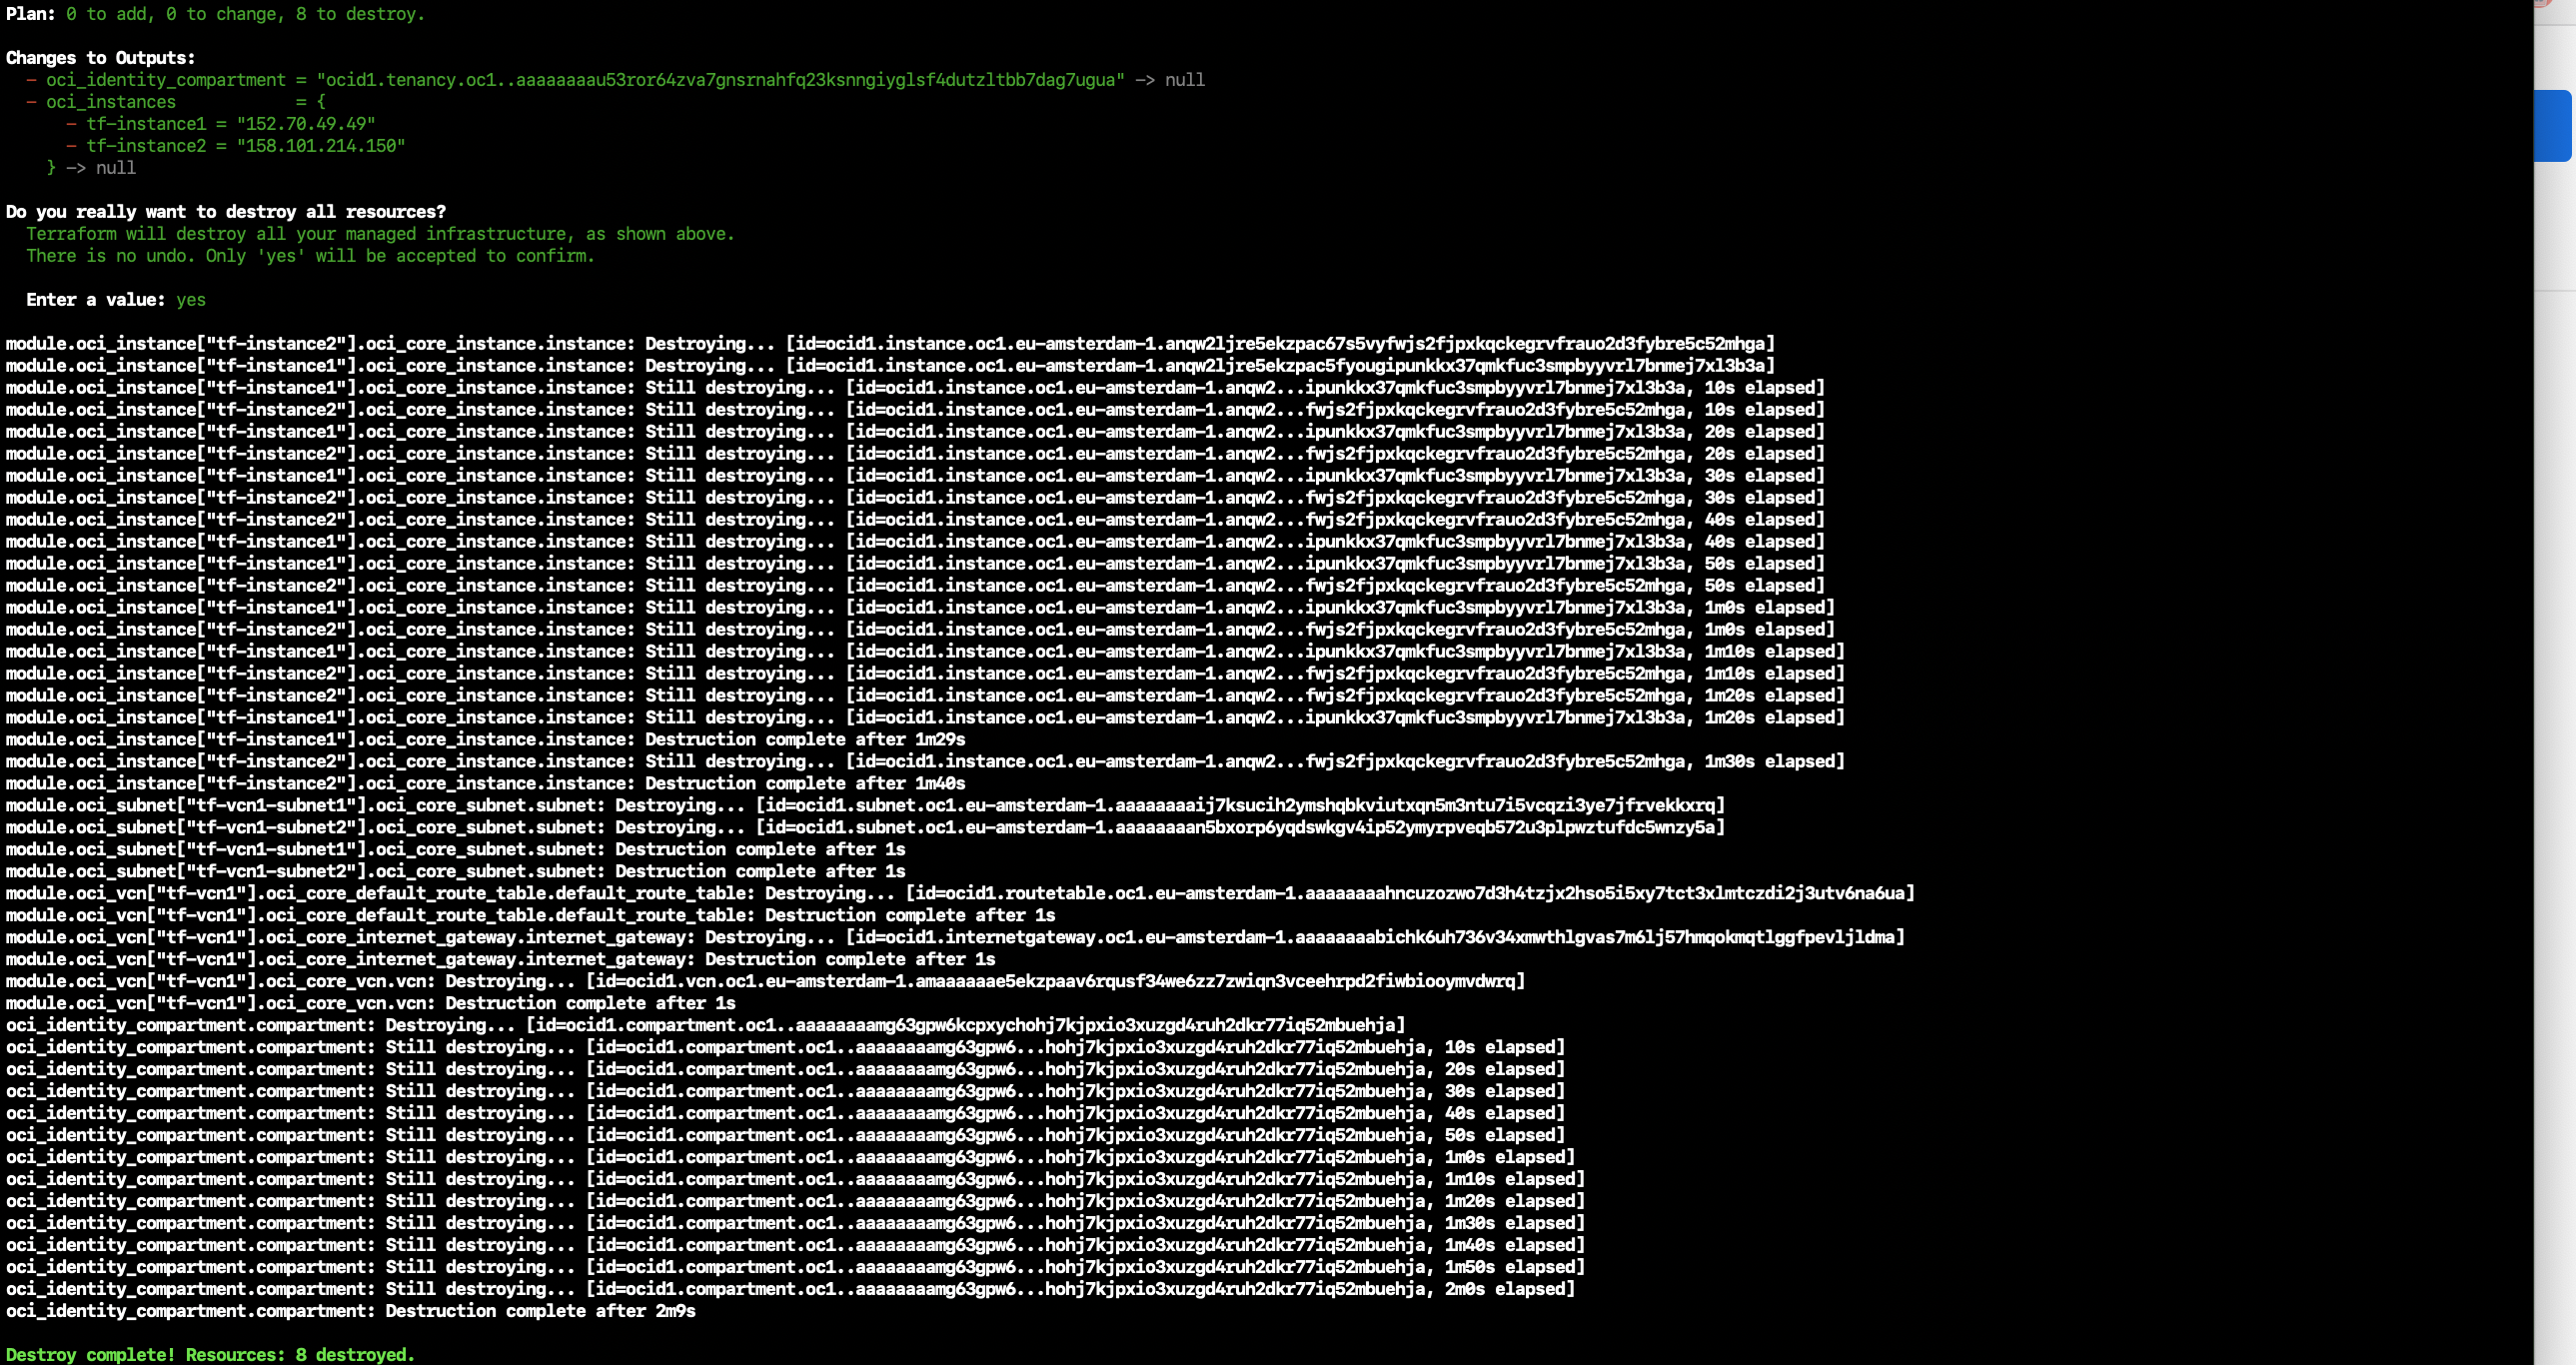 Plan: 0 to add, 0 to change, 8 to destroy.
Changes to Outputs:
  - oci_identity_compartment = "ocid1.tenancy.oc1..aaaaaaaau53ror64zva7gnsrnahfq23ksnngiyglsf4dutzltbb7dag7ugua" -> null
  - oci_instances            = {
      - tf-instance1 = "152.70.49.49"
      - tf-instance2 = "158.101.214.150"
    } -> null
Do you really want to destroy all resources?
  Terraform will destroy all your managed infrastructure, as shown above.
  There is no undo. Only 'yes' will be accepted to confirm.
  Enter a value: yes
module.oci_instance["tf-instance2"].oci_core_instance.instance: Destroying... [id=ocid1.instance.oc1.eu-amsterdam-1.anqw2ljre5ekzpac67s5vyfwjs2fjpxkqckegrvfrauo2d3fybre5c52mhga]
module.oci_instance["tf-instance1"].oci_core_instance.instance: Destroying... [id=ocid1.instance.oc1.eu-amsterdam-1.anqw2ljre5ekzpac5fyougipunkkx37qmkfuc3smpbyyvrl7bnmej7xl3b3a]
module.oci_instance["tf-instance1"].oci_core_instance.instance: Still destroying... [id=ocid1.instance.oc1.eu-amsterdam-1.anqw2...ipunkkx37qmkfuc3smpbyyvrl7bnmej7xl3b3a, 10s elapsed]
module.oci_instance["tf-instance2"].oci_core_instance.instance: Still destroying... [id=ocid1.instance.oc1.eu-amsterdam-1.anqw2...fwjs2fjpxkqckegrvfrauo2d3fybre5c52mhga, 10s elapsed]
module.oci_instance["tf-instance1"].oci_core_instance.instance: Still destroying... [id=ocid1.instance.oc1.eu-amsterdam-1.anqw2...ipunkkx37qmkfuc3smpbyyvrl7bnmej7xl3b3a, 20s elapsed]
module.oci_instance["tf-instance2"].oci_core_instance.instance: Still destroying... [id=ocid1.instance.oc1.eu-amsterdam-1.anqw2...fwjs2fjpxkqckegrvfrauo2d3fybre5c52mhga, 20s elapsed]
module.oci_instance["tf-instance1"].oci_core_instance.instance: Still destroying... [id=ocid1.instance.oc1.eu-amsterdam-1.anqw2...ipunkkx37qmkfuc3smpbyyvrl7bnmej7xl3b3a, 30s elapsed]
module.oci_instance["tf-instance2"].oci_core_instance.instance: Still destroying... [id=ocid1.instance.oc1.eu-amsterdam-1.anqw2...fwjs2fjpxkqckegrvfrauo2d3fybre5c52mhga, 30s elapsed]
module.oci_instance["tf-instance2"].oci_core_instance.instance: Still destroying... [id=ocid1.instance.oc1.eu-amsterdam-1.anqw2...fwjs2fjpxkqckegrvfrauo2d3fybre5c52mhga, 40s elapsed]
module.oci_instance["tf-instance1"].oci_core_instance.instance: Still destroying... [id=ocid1.instance.oc1.eu-amsterdam-1.anqw2...ipunkkx37qmkfuc3smpbyyvrl7bnmej7xl3b3a, 40s elapsed]
module.oci_instance["tf-instance1"].oci_core_instance.instance: Still destroying... [id=ocid1.instance.oc1.eu-amsterdam-1.anqw2...ipunkkx37qmkfuc3smpbyyvrl7bnmej7xl3b3a, 50s elapsed]
module.oci_instance["tf-instance2"].oci_core_instance.instance: Still destroying... [id=ocid1.instance.oc1.eu-amsterdam-1.anqw2...fwjs2fjpxkqckegrvfrauo2d3fybre5c52mhga, 50s elapsed]
module.oci_instance["tf-instance1"].oci_core_instance.instance: Still destroying... [id=ocid1.instance.oc1.eu-amsterdam-1.anqw2...ipunkkx37qmkfuc3smpbyyvrl7bnmej7xl3b3a, 1m0s elapsed]
module.oci_instance["tf-instance2"].oci_core_instance.instance: Still destroying... [id=ocid1.instance.oc1.eu-amsterdam-1.anqw2...fwjs2fjpxkqckegrvfrauo2d3fybre5c52mhga, 1m0s elapsed]
module.oci_instance["tf-instance1"].oci_core_instance.instance: Still destroying... [id=ocid1.instance.oc1.eu-amsterdam-1.anqw2...ipunkkx37qmkfuc3smpbyyvrl7bnmej7xl3b3a, 1m10s elapsed]
module.oci_instance["tf-instance2"].oci_core_instance.instance: Still destroying... [id=ocid1.instance.oc1.eu-amsterdam-1.anqw2...fwjs2fjpxkqckegrvfrauo2d3fybre5c52mhga, 1m10s elapsed]
module.oci_instance["tf-instance2"].oci_core_instance.instance: Still destroying... [id=ocid1.instance.oc1.eu-amsterdam-1.anqw2...fwjs2fjpxkqckegrvfrauo2d3fybre5c52mhga, 1m20s elapsed]
module.oci_instance["tf-instance1"].oci_core_instance.instance: Still destroying... [id=ocid1.instance.oc1.eu-amsterdam-1.anqw2...ipunkkx37qmkfuc3smpbyyvrl7bnmej7xl3b3a, 1m20s elapsed]
module.oci_instance["tf-instance1"].oci_core_instance.instance: Destruction complete after 1m29s
module.oci_instance["tf-instance2"].oci_core_instance.instance: Still destroying... [id=ocid1.instance.oc1.eu-amsterdam-1.anqw2...fwjs2fjpxkqckegrvfrauo2d3fybre5c52mhga, 1m30s elapsed]
module.oci_instance["tf-instance2"].oci_core_instance.instance: Destruction complete after 1m40s
module.oci_subnet["tf-vcn1-subnet1"].oci_core_subnet.subnet: Destroying... [id=ocid1.subnet.oc1.eu-amsterdam-1.aaaaaaaaij7ksucih2ymshqbkviutxqn5m3ntu7i5vcqzi3ye7jfrvekkxrq]
module.oci_subnet["tf-vcn1-subnet2"].oci_core_subnet.subnet: Destroying... [id=ocid1.subnet.oc1.eu-amsterdam-1.aaaaaaaan5bxorp6yqdswkgv4ip52ymyrpveqb572u3plpwztufdc5wnzy5a]
module.oci_subnet["tf-vcn1-subnet1"].oci_core_subnet.subnet: Destruction complete after 1s
module.oci_subnet["tf-vcn1-subnet2"].oci_core_subnet.subnet: Destruction complete after 1s
module.oci_vcn["tf-vcn1"].oci_core_default_route_table.default_route_table: Destroying... [id=ocid1.routetable.oc1.eu-amsterdam-1.aaaaaaaahncuzozwo7d3h4tzjx2hso5i5xy7tct3xlmtczdi2j3utv6na6ua]
module.oci_vcn["tf-vcn1"].oci_core_default_route_table.default_route_table: Destruction complete after 1s
module.oci_vcn["tf-vcn1"].oci_core_internet_gateway.internet_gateway: Destroying... [id=ocid1.internetgateway.oc1.eu-amsterdam-1.aaaaaaaabichk6uh736v34xmwthlgvas7m6lj57hmqokmqtlggfpevljldma]
module.oci_vcn["tf-vcn1"].oci_core_internet_gateway.internet_gateway: Destruction complete after 1s
module.oci_vcn["tf-vcn1"].oci_core_vcn.vcn: Destroying... [id=ocid1.vcn.oc1.eu-amsterdam-1.amaaaaaae5ekzpaav6rqusf34we6zz7zwiqn3vceehrpd2fiwbiooymvdwrq]
module.oci_vcn["tf-vcn1"].oci_core_vcn.vcn: Destruction complete after 1s
oci_identity_compartment.compartment: Destroying... [id=ocid1.compartment.oc1..aaaaaaaamg63gpw6kcpxychohj7kjpxio3xuzgd4ruh2dkr77iq52mbuehja]
oci_identity_compartment.compartment: Still destroying... [id=ocid1.compartment.oc1..aaaaaaaamg63gpw6...hohj7kjpxio3xuzgd4ruh2dkr77iq52mbuehja, 10s elapsed]
oci_identity_compartment.compartment: Still destroying... [id=ocid1.compartment.oc1..aaaaaaaamg63gpw6...hohj7kjpxio3xuzgd4ruh2dkr77iq52mbuehja, 20s elapsed]
oci_identity_compartment.compartment: Still destroying... [id=ocid1.compartment.oc1..aaaaaaaamg63gpw6...hohj7kjpxio3xuzgd4ruh2dkr77iq52mbuehja, 30s elapsed]
oci_identity_compartment.compartment: Still destroying... [id=ocid1.compartment.oc1..aaaaaaaamg63gpw6...hohj7kjpxio3xuzgd4ruh2dkr77iq52mbuehja, 40s elapsed]
oci_identity_compartment.compartment: Still destroying... [id=ocid1.compartment.oc1..aaaaaaaamg63gpw6...hohj7kjpxio3xuzgd4ruh2dkr77iq52mbuehja, 50s elapsed]
oci_identity_compartment.compartment: Still destroying... [id=ocid1.compartment.oc1..aaaaaaaamg63gpw6...hohj7kjpxio3xuzgd4ruh2dkr77iq52mbuehja, 1m0s elapsed]
oci_identity_compartment.compartment: Still destroying... [id=ocid1.compartment.oc1..aaaaaaaamg63gpw6...hohj7kjpxio3xuzgd4ruh2dkr77iq52mbuehja, 1m10s elapsed]
oci_identity_compartment.compartment: Still destroying... [id=ocid1.compartment.oc1..aaaaaaaamg63gpw6...hohj7kjpxio3xuzgd4ruh2dkr77iq52mbuehja, 1m20s elapsed]
oci_identity_compartment.compartment: Still destroying... [id=ocid1.compartment.oc1..aaaaaaaamg63gpw6...hohj7kjpxio3xuzgd4ruh2dkr77iq52mbuehja, 1m30s elapsed]
oci_identity_compartment.compartment: Still destroying... [id=ocid1.compartment.oc1..aaaaaaaamg63gpw6...hohj7kjpxio3xuzgd4ruh2dkr77iq52mbuehja, 1m40s elapsed]
oci_identity_compartment.compartment: Still destroying... [id=ocid1.compartment.oc1..aaaaaaaamg63gpw6...hohj7kjpxio3xuzgd4ruh2dkr77iq52mbuehja, 1m50s elapsed]
oci_identity_compartment.compartment: Still destroying... [id=ocid1.compartment.oc1..aaaaaaaamg63gpw6...hohj7kjpxio3xuzgd4ruh2dkr77iq52mbuehja, 2m0s elapsed]
oci_identity_compartment.compartment: Destruction complete after 2m9s
Destroy complete! Resources: 8 destroyed.